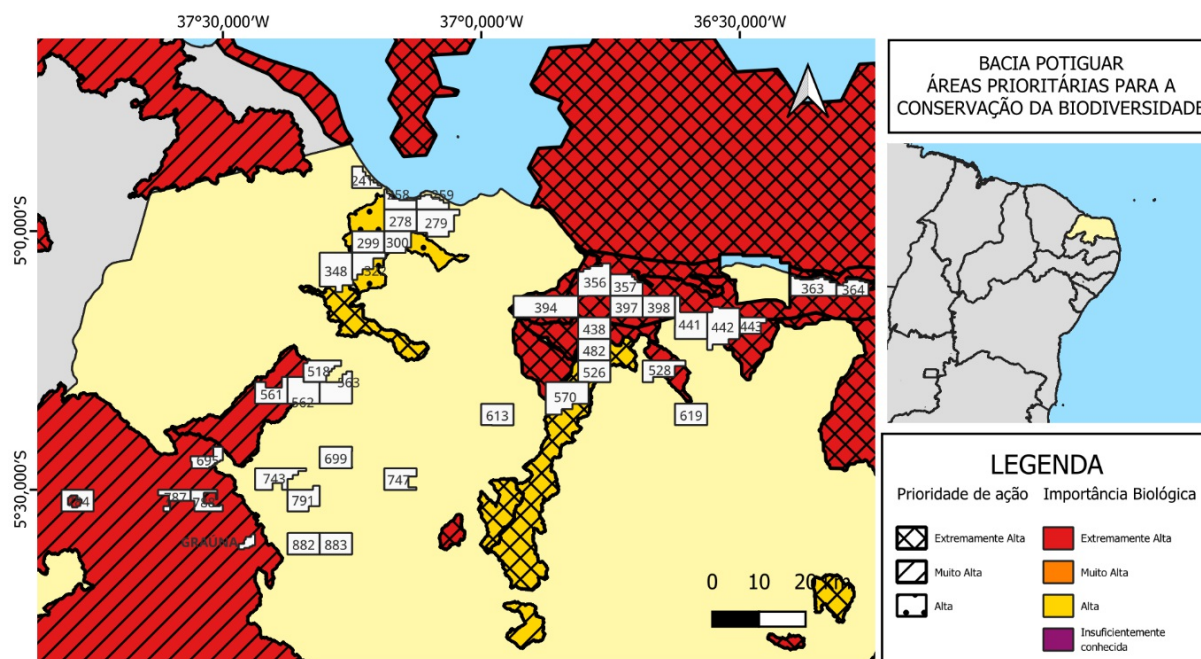 37°30,000'W
37°0,000'W
36°30,000'W
BACIA POTIGUAR
ÁREAS PRIORITÁRIAS PARA A
CONSERVAÇÃO DA BIODIVERSIDADE
241
258
259
278
279
5°0,000'S
299
300
348
356
357
363
364
394
397
398
441
442
443
438
482
526
528
518
563
561
562
570
613
619
695
699
743
747
787
791
GRAÚNA
882
883
5°30,000'S
0 10 20 km
LEGENDA
Prioridade de ação
Importância Biológica
Extremamente Alta
Extremamente Alta
Muito Alta
Muito Alta
Alta
Alta
Insuficientemente
conhecida